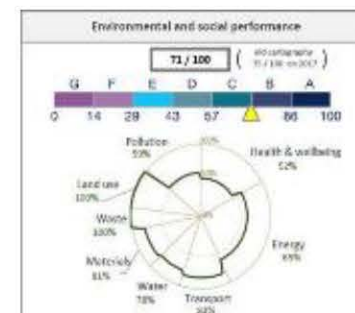 Environmental and social performance
71 / 100
G F E D C B A
0 14 29 43 57 86 100
Pollution
Health & wellbeing
52%
Land use
100%
Waste
100%
Energy
Materials
81%
Water
78%
Transport